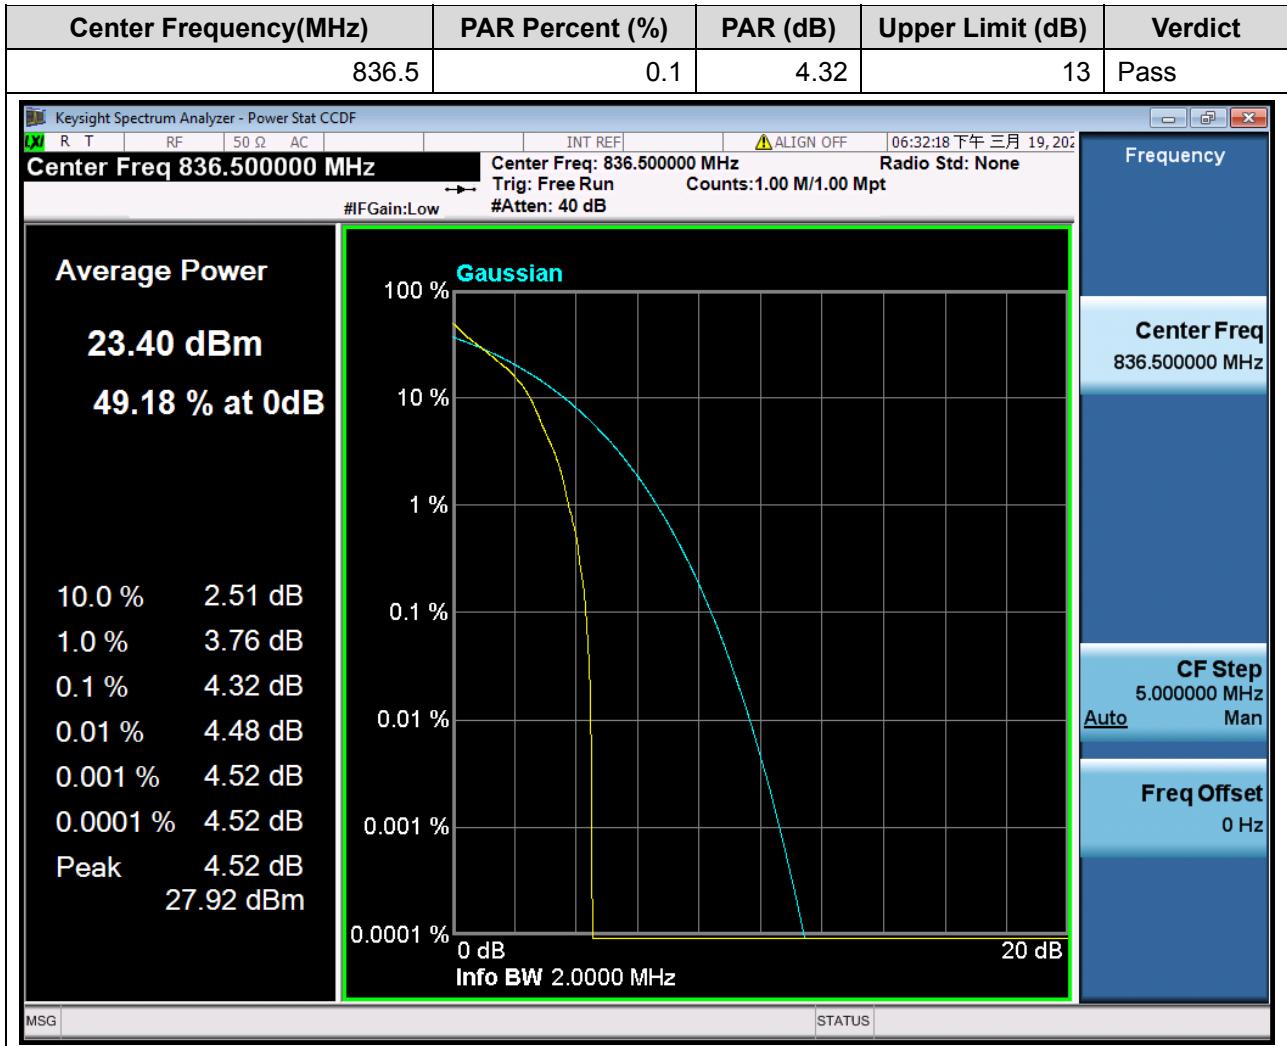 Center Frequency(MHz) PAR Percent (%) PAR (dB) Upper Limit (dB) Verdict
836.5 0.1 4.32 13 Pass
Keysight Spectrum Analyzer - Power Stat CCDF
LXI R T RF 50 Ω AC INT REF ALIGN OFF 06:32:18 下午 三月 19, 202
Center Freq 836.500000 MHz
Center Freq: 836.500000 MHz Radio Std: None
Trig: Free Run Counts:1.00 M/1.00 Mpt
#IFGain:Low #Atten: 40 dB
Average Power
23.40 dBm
49.18 % at 0dB
10.0 % 2.51 dB
1.0 % 3.76 dB
0.1 % 4.32 dB
0.01 % 4.48 dB
0.001 % 4.52 dB
0.0001 % 4.52 dB
Peak 4.52 dB
27.92 dBm
Gaussian
100 %
10 %
1 %
0.1 %
0.01 %
0.001 %
0.0001 %
0 dB 20 dB
Info BW 2.0000 MHz
Frequency
Center Freq
836.500000 MHz
CF Step
5.000000 MHz
Auto Man
Freq Offset
0 Hz
MSG STATUS